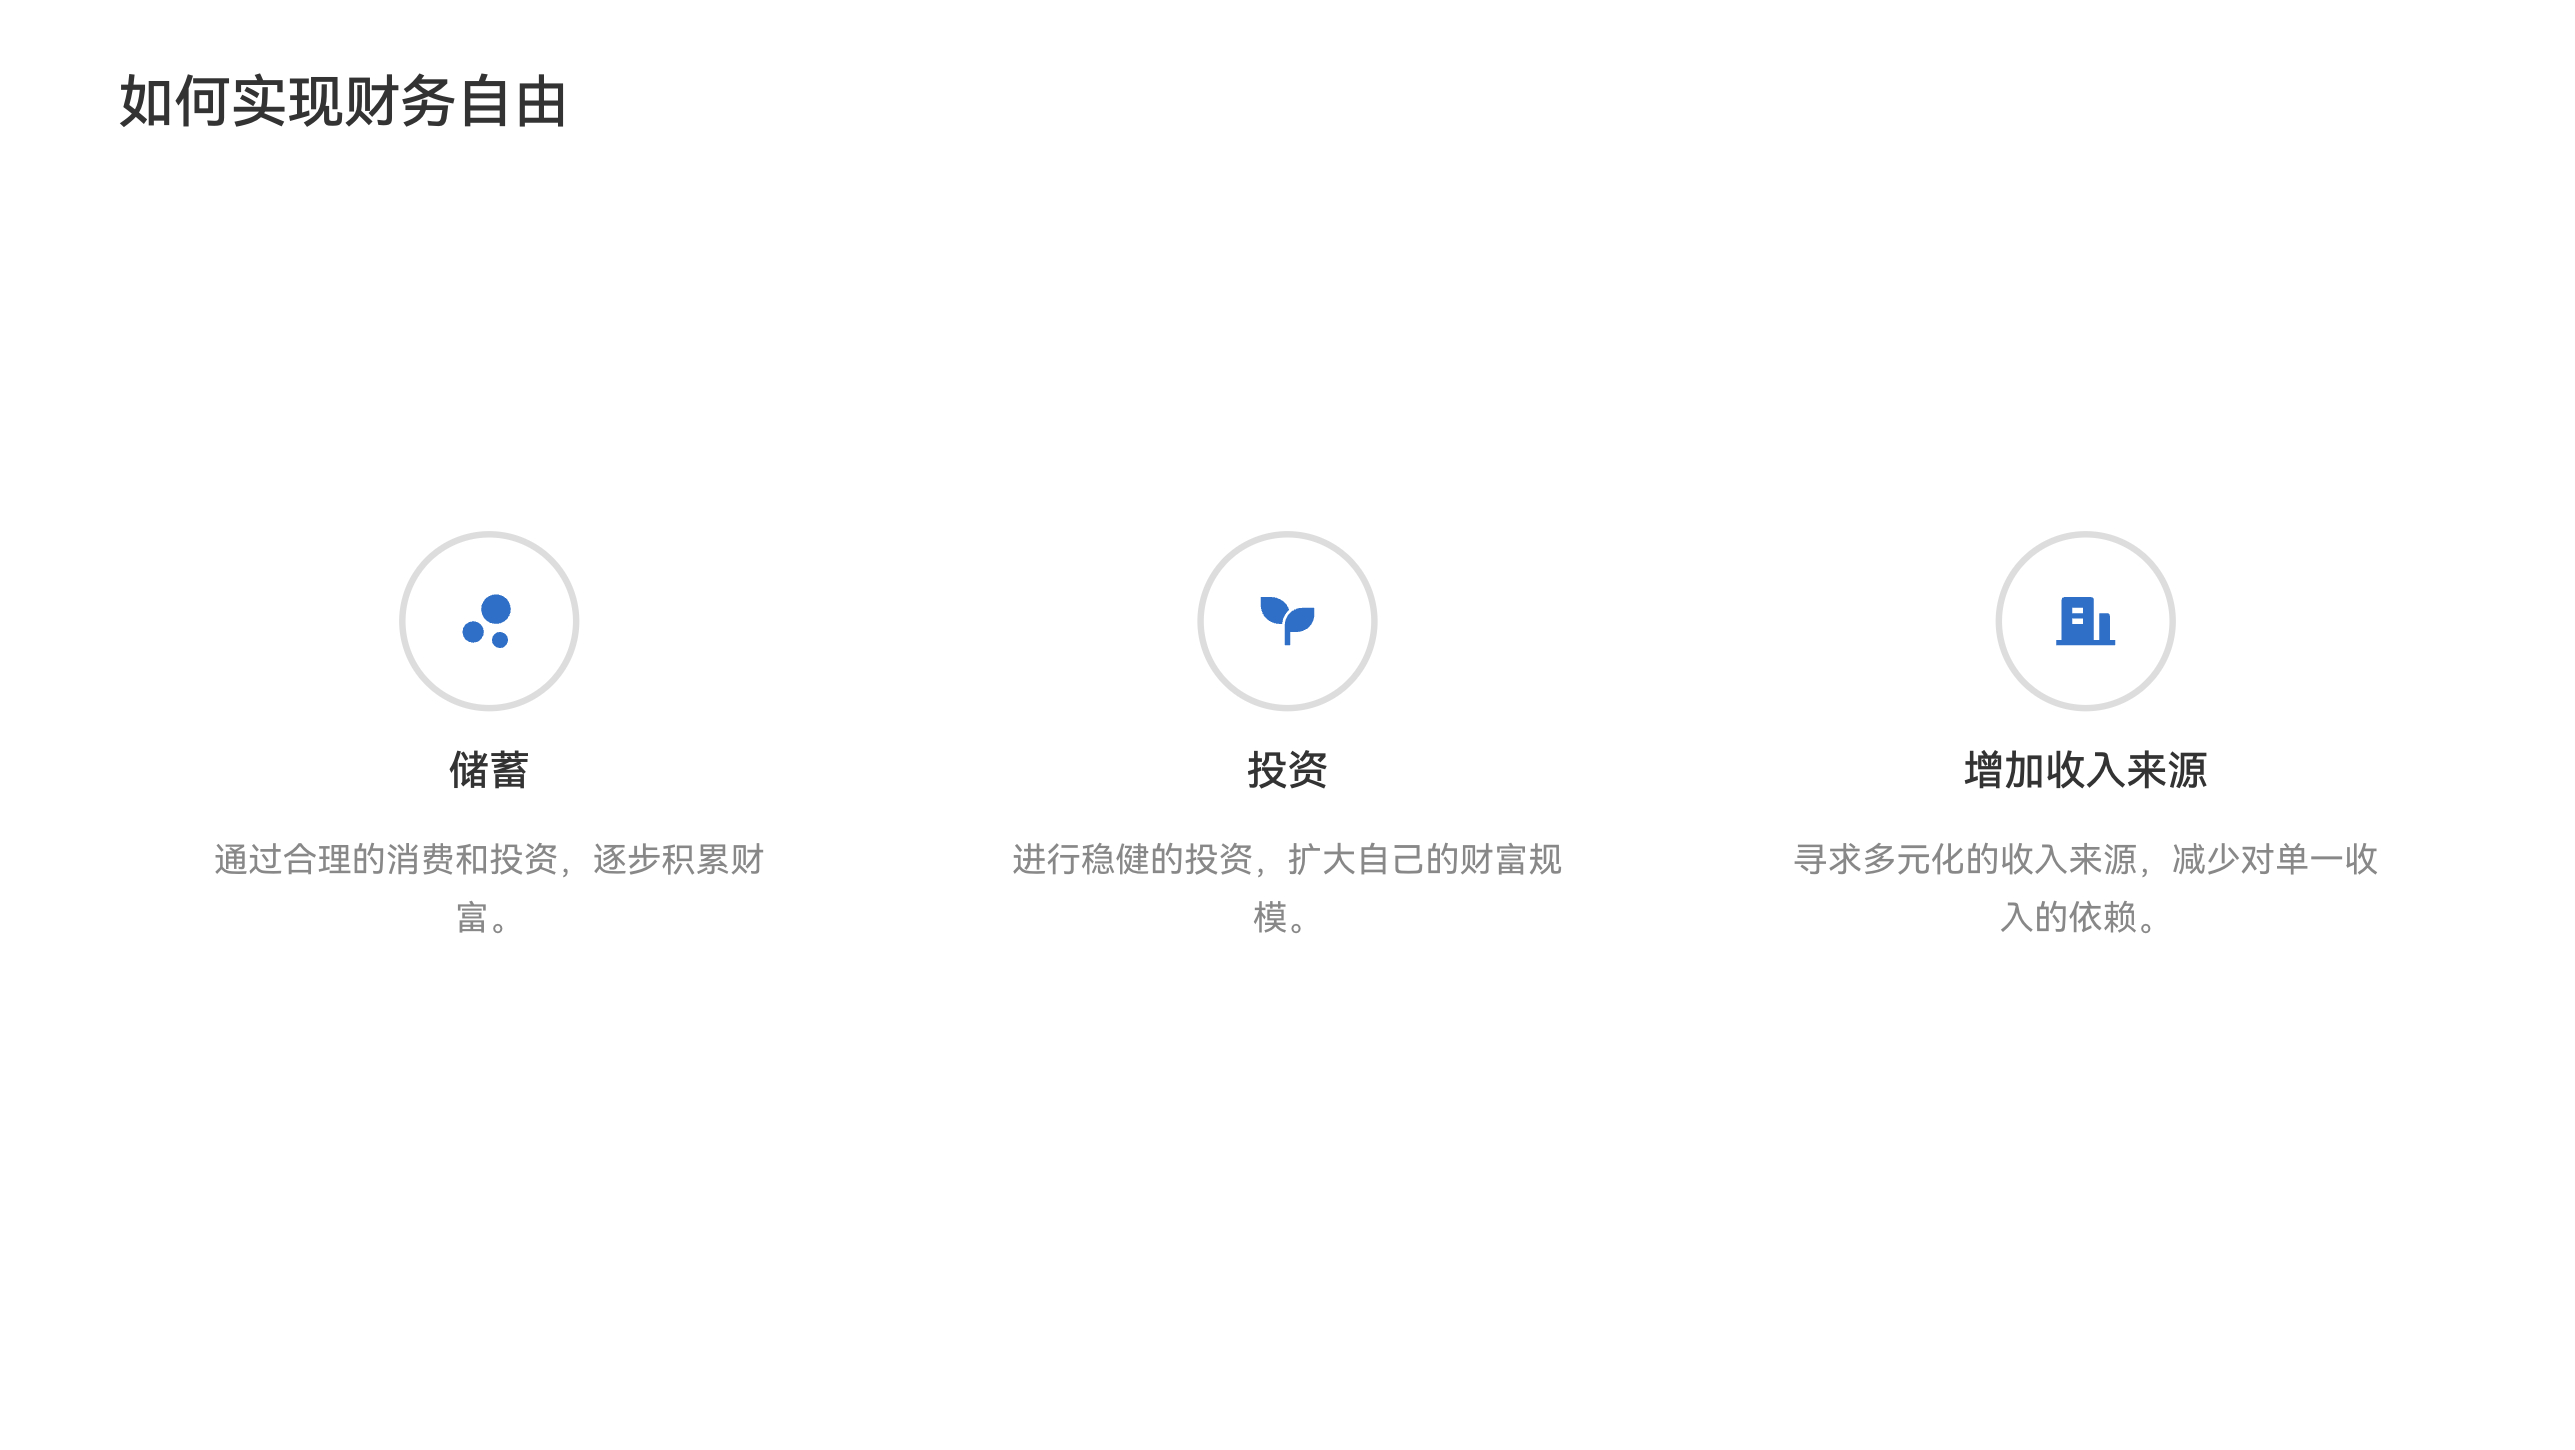 如何实现财务自由
储蓄
通过合理的消费和投资，逐步积累财
富。
投资
进行稳健的投资，扩大自己的财富规
模。
增加收入来源
寻求多元化的收入来源，减少对单一收
入的依赖。